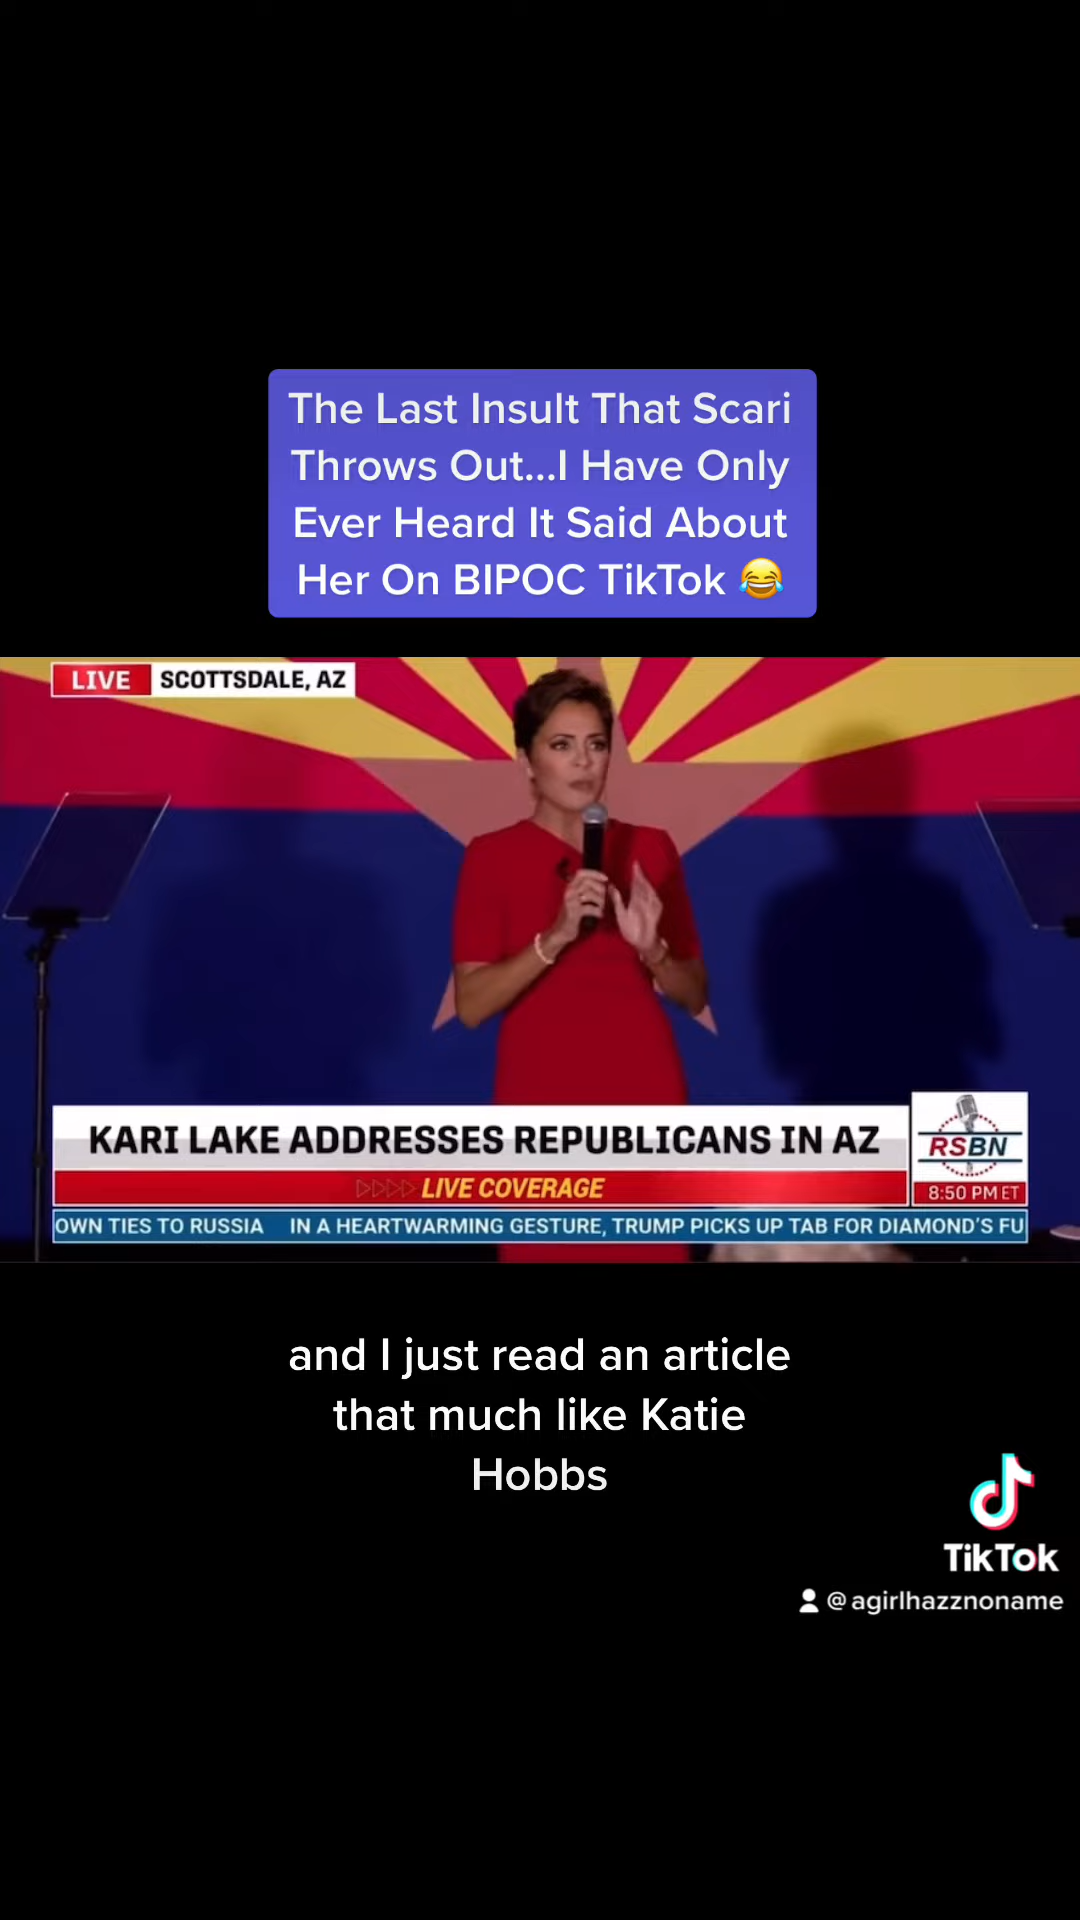 The Last Insult That Scari
Throws Out...I Have Only
Ever Heard It Said About
Her On BIPOC TikTok 😂
LIVE SCOTTSDALE, AZ
KARI LAKE ADDRESSES REPUBLICANS IN AZ
RSBN
LIVE COVERAGE
8:50 PM ET
OWN TIES TO RUSSIA IN A HEARTWARMING GESTURE, TRUMP PICKS UP TAB FOR DIAMOND'S FU
and I just read an article
that much like Katie
Hobbs
TikTok
@agirlhazznoname